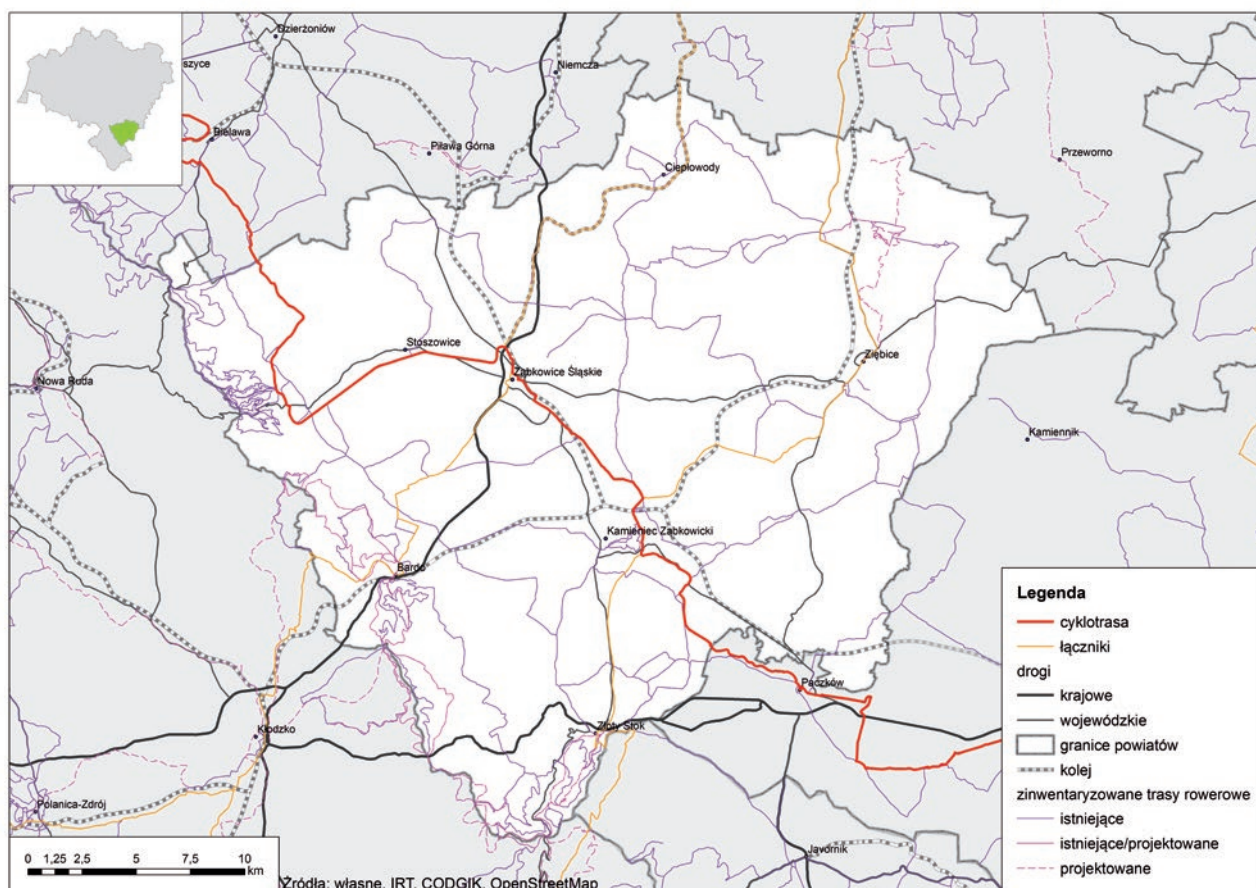 Dzierżoniów
szyce
Niemcza
Bielawa
Piława Górna
Ciepłowody
Przeworno
Stoszowice
Ząbkowice Śląskie
Ziębice
Nowa Ruda
Kamiennik
Kamieniec Ząbkowicki
Bardo
Paczków
Kłodzko
Złoty Stok
Polanica-Zdrój
Javorník
Legenda
cyklotrasa
łączniki
drogi
krajowe
wojewódzkie
granice powiatów
kolej
zinwentaryzowane trasy rowerowe
istniejące
istniejące/projektowane
projektowane
0 1,25 2,5 5 7,5 10
km
Źródła: własne, IRT, CODGIK, OpenStreetMap